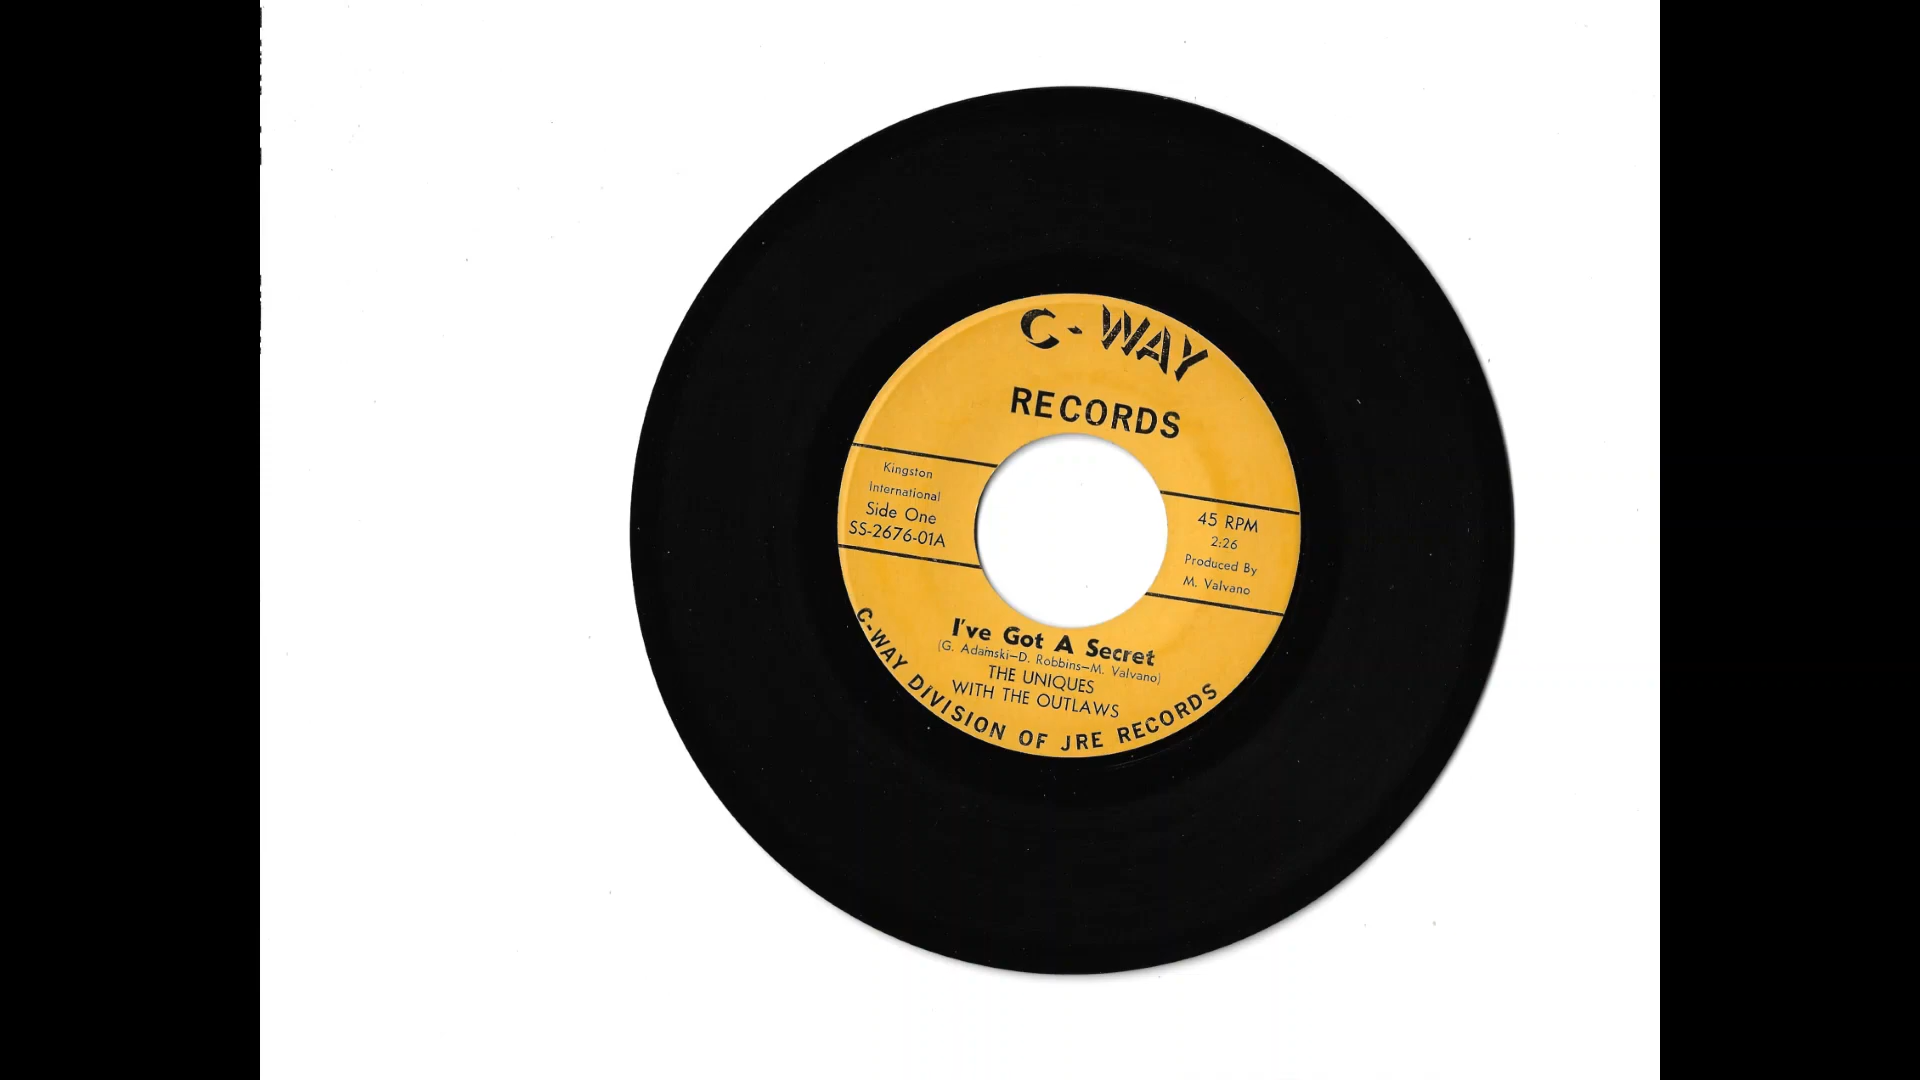 C-WAY
RECORDS
Kingston
International
Side One
SS-2676-01A
45 RPM
2:26
Produced By
M. Valvano
I've Got A Secret
(G. Adamski–D. Robbins–M. Valvano)
THE UNIQUES
WITH THE OUTLAWS
C-WAY DIVISION OF JRE RECORDS